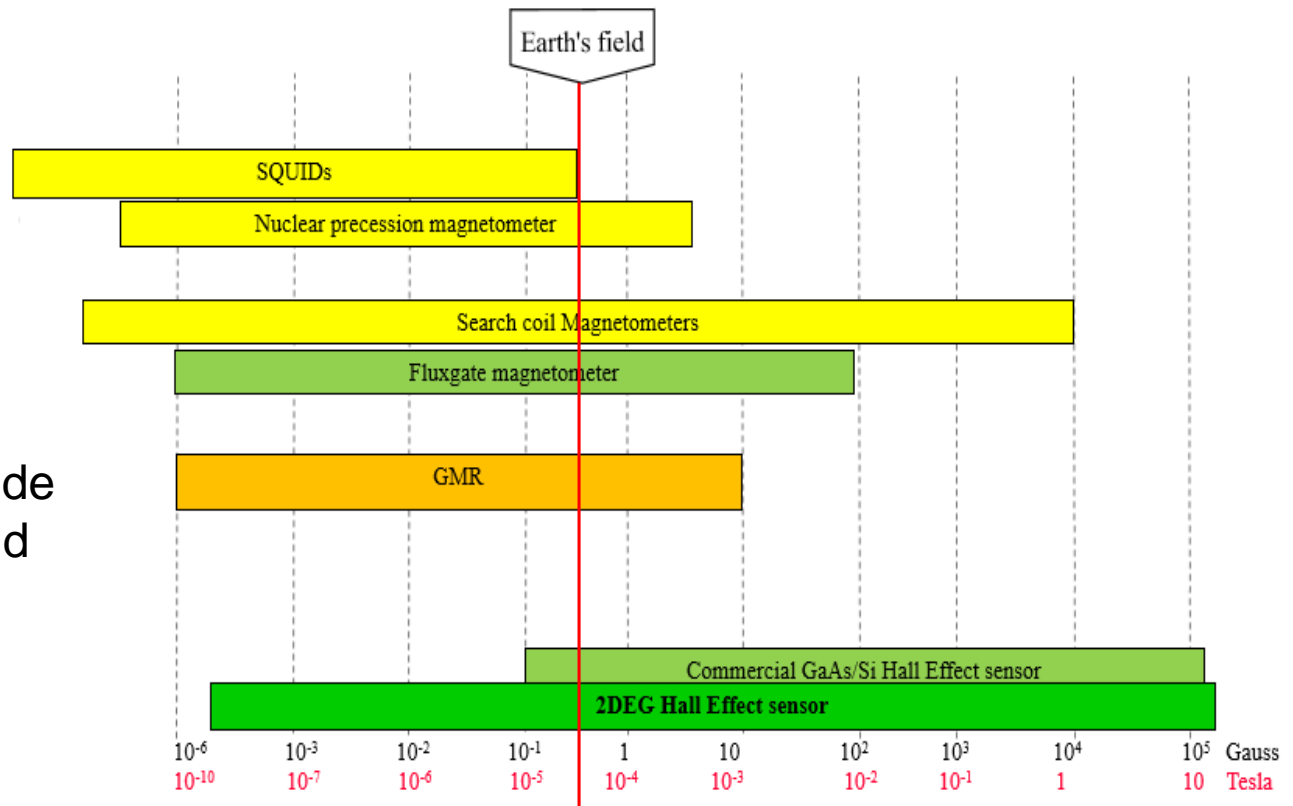 Earth's field
SQUIDs
Nuclear precession magnetometer
Search coil Magnetometers
Fluxgate magnetometer
de
GMR
d
Commercial GaAs/Si Hall Effect sensor
2DEG Hall Effect sensor
10⁻⁶ 10⁻³ 10⁻² 10⁻¹ 1 10 10² 10³ 10⁴ 10⁵ Gauss
10⁻¹⁰ 10⁻⁷ 10⁻⁶ 10⁻⁵ 10⁻⁴ 10⁻³ 10⁻² 10⁻¹ 1 10 Tesla